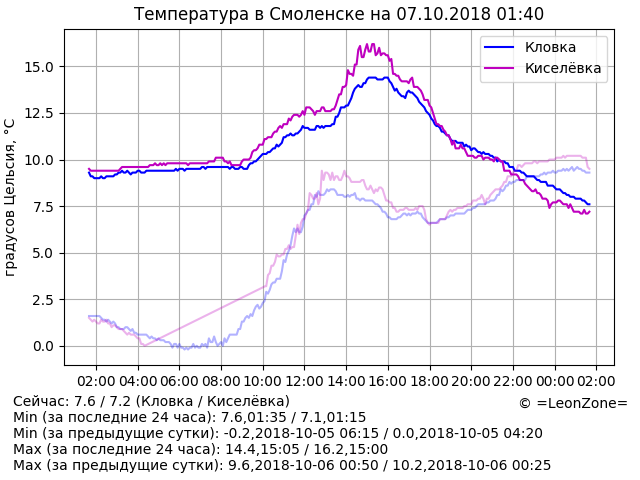 Температура в Смоленске на 07.10.2018 01:40
градусов Цельсия, °C
15.0
12.5
10.0
7.5
5.0
2.5
0.0
Кловка
Киселёвка
02:00 04:00 06:00 08:00 10:00 12:00 14:00 16:00 18:00 20:00 22:00 00:00 02:00
© =LeonZone=
Сейчас: 7.6 / 7.2 (Кловка / Киселёвка)
Min (за последние 24 часа): 7.6,01:35 / 7.1,01:15
Min (за предыдущие сутки): -0.2,2018-10-05 06:15 / 0.0,2018-10-05 04:20
Max (за последние 24 часа): 14.4,15:05 / 16.2,15:00
Max (за предыдущие сутки): 9.6,2018-10-06 00:50 / 10.2,2018-10-06 00:25